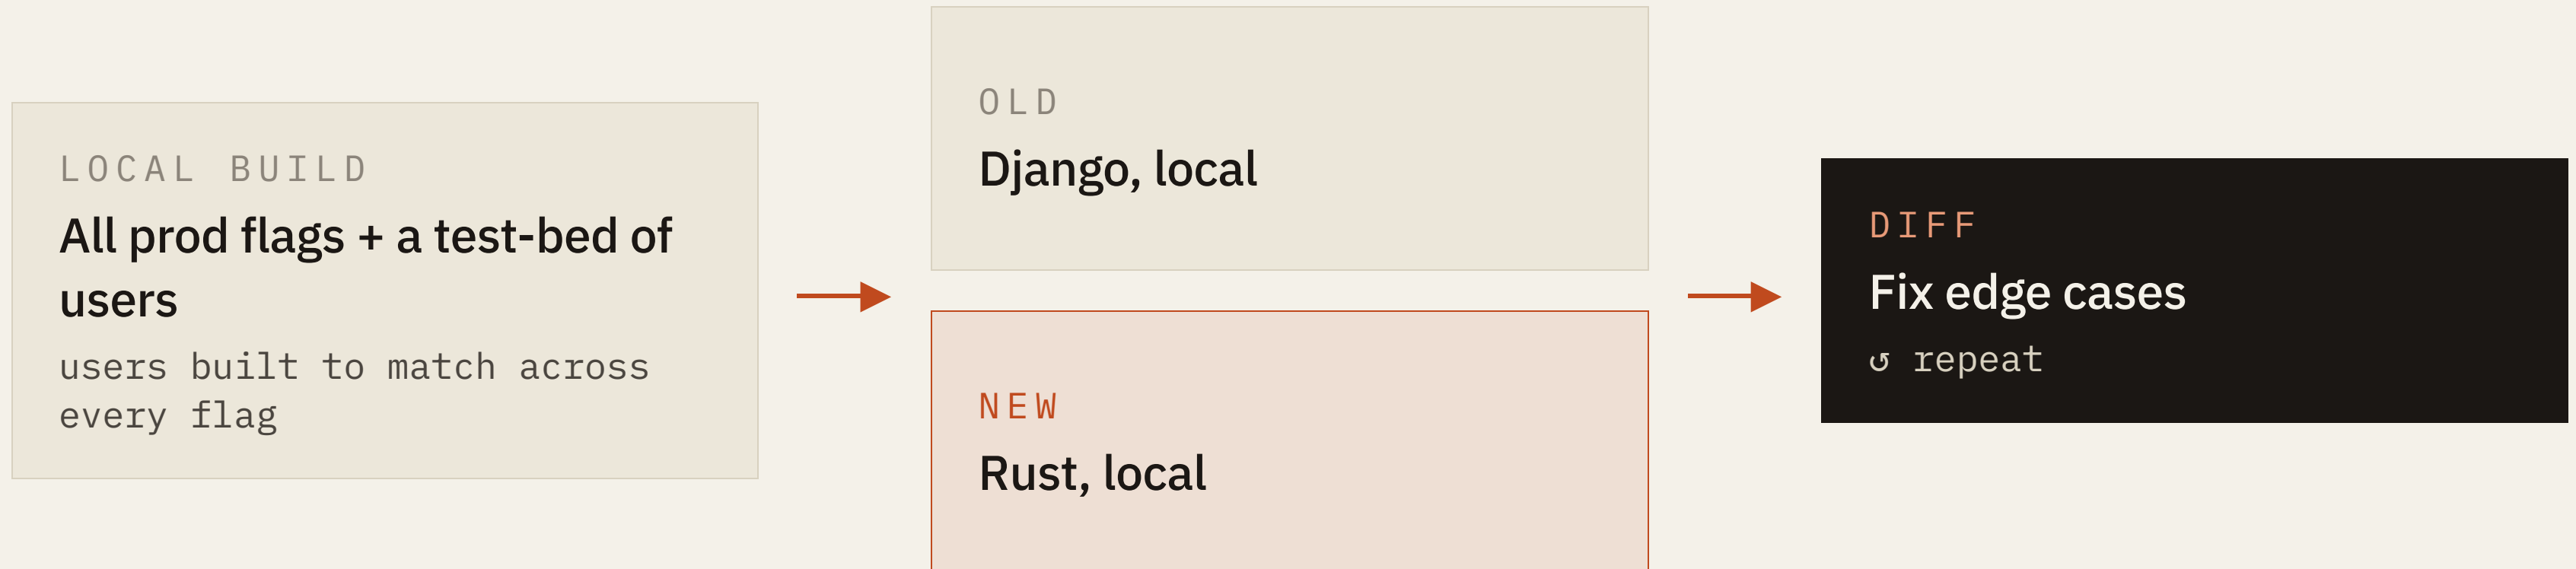 LOCAL BUILD
All prod flags + a test-bed of
users
users built to match across
every flag
OLD
Django, local
NEW
Rust, local
DIFF
Fix edge cases
↺ repeat